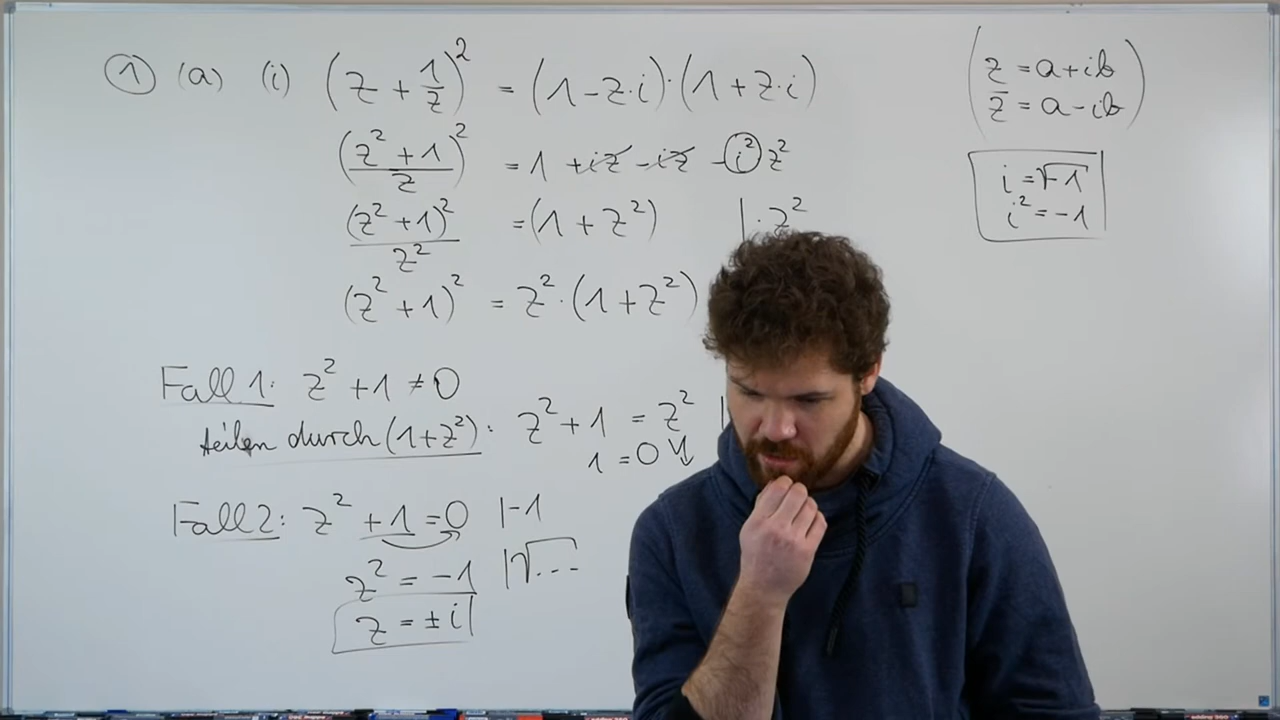 ① (a) (i) (z + 1/z)² = (1 - z·i)·(1 + z·i)
((z² + 1)/z)² = 1 + iz - iz - i² z²
(z² + 1)²/z² = (1 + z²) | · z²
(z² + 1)² = z² · (1 + z²)
Fall 1: z² + 1 ≠ 0
teilen durch (1+z²): z² + 1 = z² |
1 = 0 ↯
Fall 2: z² + 1 = 0 |-1
z² = -1 |√...
z = ± i
(z = a + ib
z̄ = a - ib)
i = √-1
i² = -1